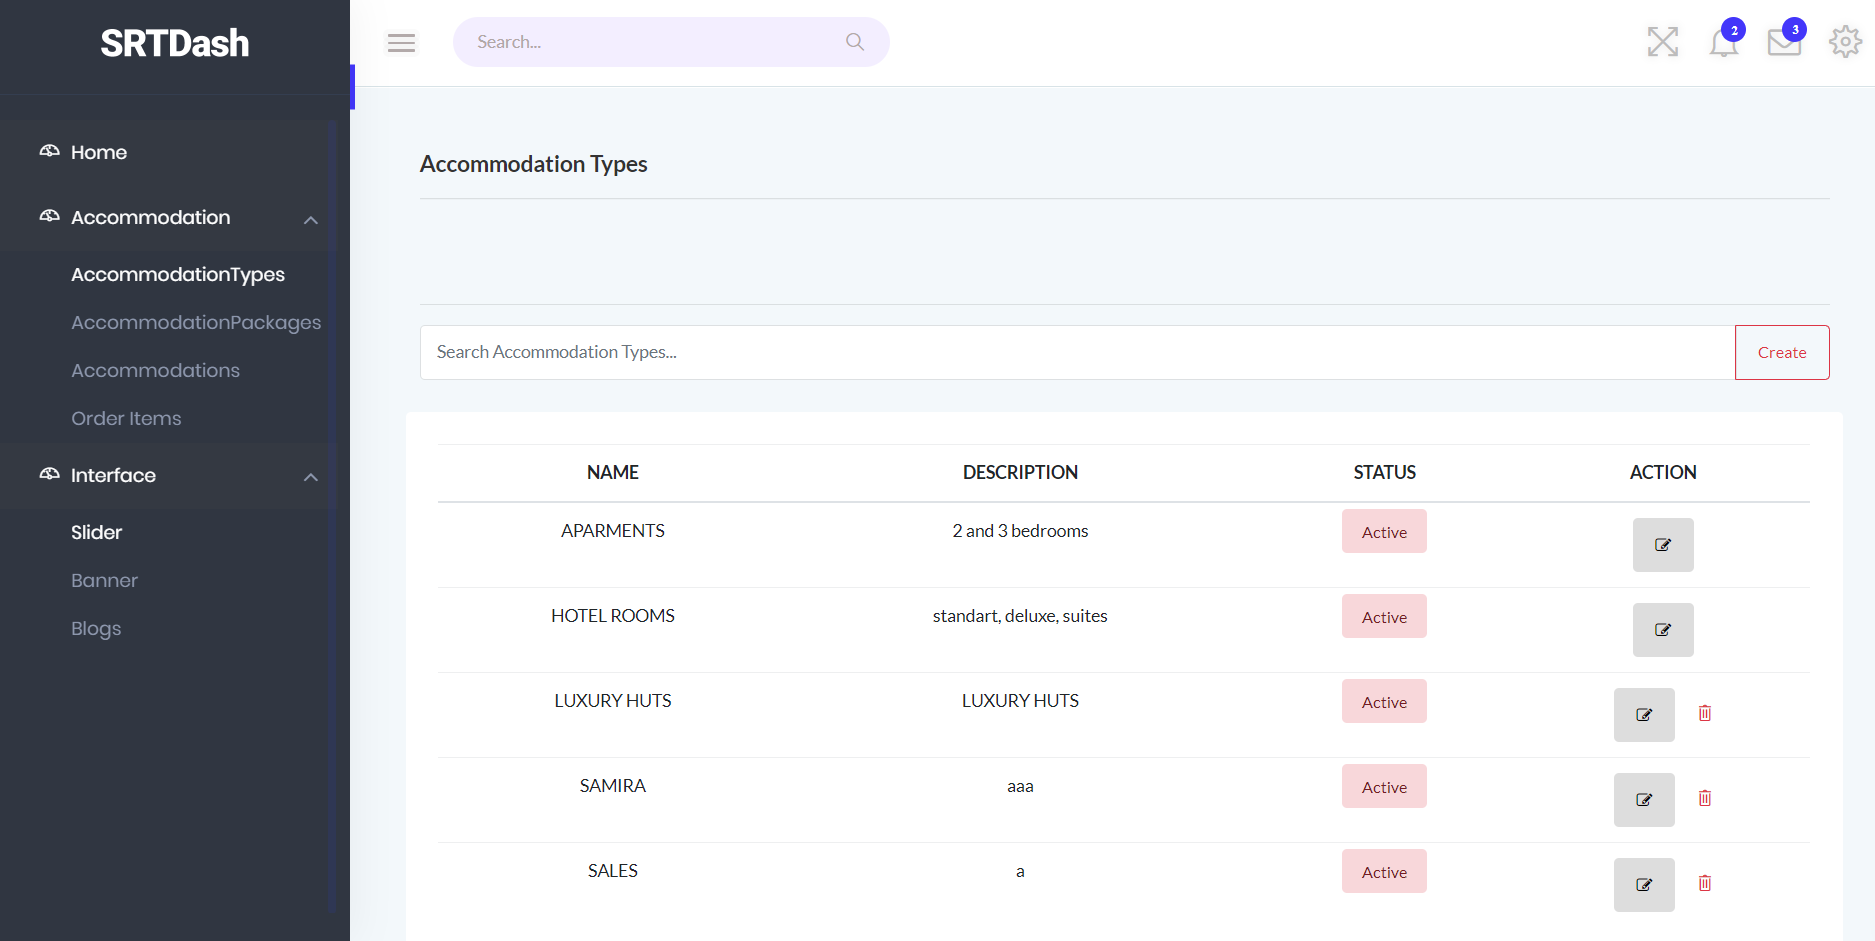 SRTDash
Search...
2
3
Home
Accommodation
AccommodationTypes
AccommodationPackages
Accommodations
Order Items
Interface
Slider
Banner
Blogs
Accommodation Types
Search Accommodation Types...
Create
NAME DESCRIPTION STATUS ACTION
APARMENTS 2 and 3 bedrooms Active
HOTEL ROOMS standart, deluxe, suites Active
LUXURY HUTS LUXURY HUTS Active
SAMIRA aaa Active
SALES a Active